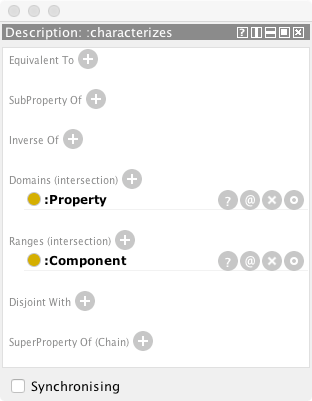 Description: :characterizes
Equivalent To
SubProperty Of
Inverse Of
Domains (intersection)
:Property
? @
Ranges (intersection)
:Component
? @
Disjoint With
SuperProperty Of (Chain)
Synchronising